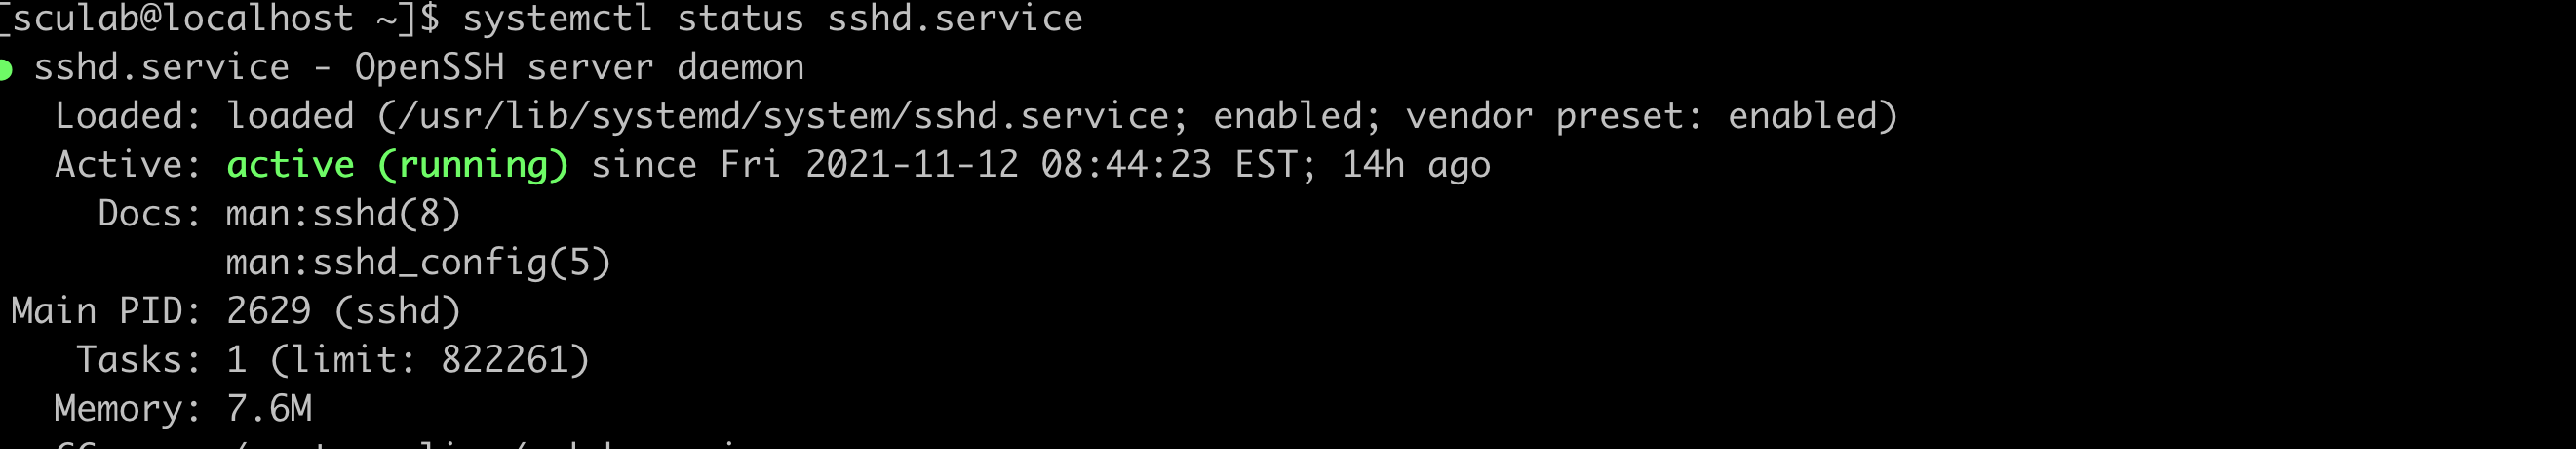 [sculab@localhost ~]$ systemctl status sshd.service
● sshd.service - OpenSSH server daemon
Loaded: loaded (/usr/lib/systemd/system/sshd.service; enabled; vendor preset: enabled)
Active: active (running) since Fri 2021-11-12 08:44:23 EST; 14h ago
Docs: man:sshd(8)
man:sshd_config(5)
Main PID: 2629 (sshd)
Tasks: 1 (limit: 822261)
Memory: 7.6M